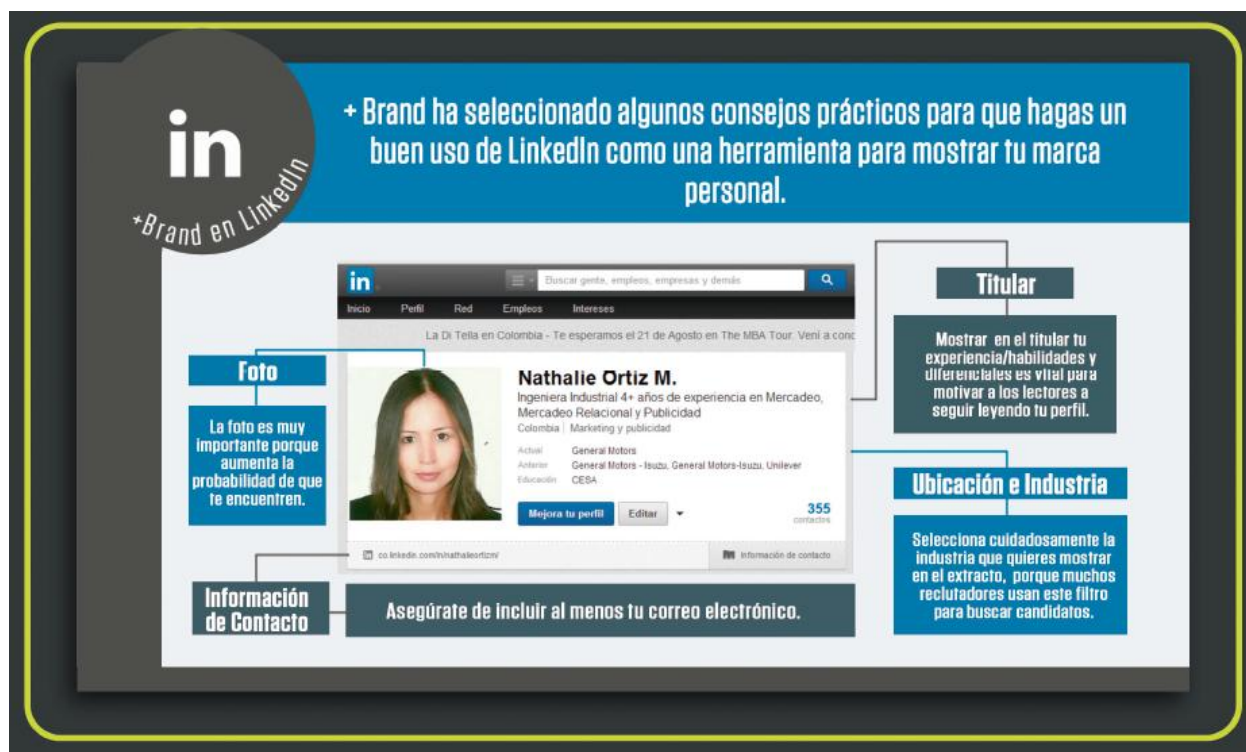 in
+Brand en LinkedIn
+ Brand ha seleccionado algunos consejos prácticos para que hagas un
buen uso de LinkedIn como una herramienta para mostrar tu marca
personal.
in
Buscar gente, empleos, empresas y demás
Inicio Perfil Red Empleos Intereses
La Di Tella en Colombia - Te esperamos el 21 de Agosto en The MBA Tour. Vení a cono
Foto
La foto es muy
importante porque
aumenta la
probabilidad de que
te encuentren.
Nathalie Ortiz M.
Ingeniera Industrial 4+ años de experiencia en Mercadeo,
Mercadeo Relacional y Publicidad
Colombia | Marketing y publicidad
Actual General Motors
Anterior General Motors - Isuzu, General Motors-Isuzu, Unilever
Educación CESA
Mejora tu perfil Editar
355
contactos
co.linkedin.com/in/nathalieortizm/
Información de contacto
Titular
Mostrar en el titular tu
experiencia/habilidades y
diferenciales es vital para
motivar a los lectores a
seguir leyendo tu perfil.
Ubicación e Industria
Selecciona cuidadosamente la
industria que quieres mostrar
en el extracto, porque muchos
reclutadores usan este filtro
para buscar candidatos.
Información
de Contacto
Asegúrate de incluir al menos tu correo electrónico.